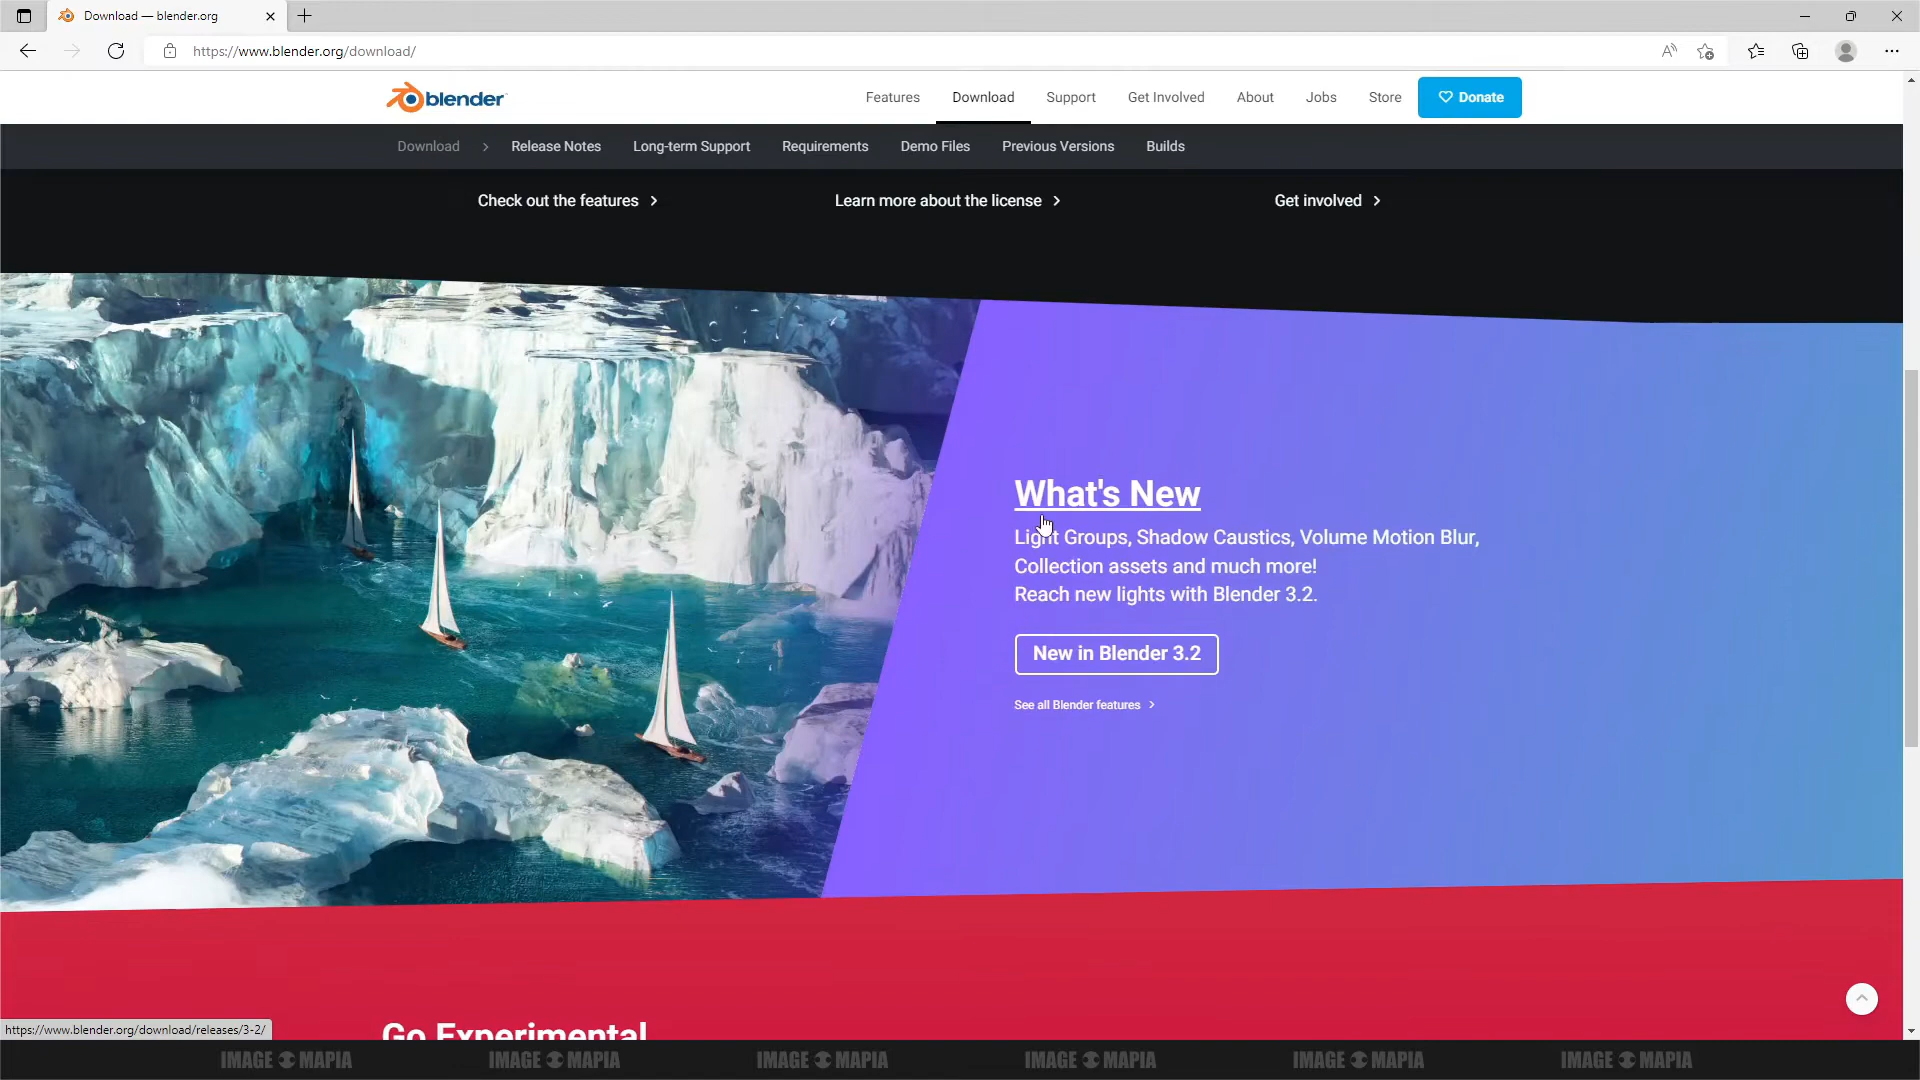 Download — blender.org
https://www.blender.org/download/
blender
Features Download Support Get Involved About Jobs Store Donate
Download > Release Notes Long-term Support Requirements Demo Files Previous Versions Builds
Check out the features > Learn more about the license > Get involved >
What's New
Light Groups, Shadow Caustics, Volume Motion Blur,
Collection assets and much more!
Reach new lights with Blender 3.2.
New in Blender 3.2
See all Blender features >
Go Experimental
https://www.blender.org/download/releases/3-2/
IMAGE MAPIA IMAGE MAPIA IMAGE MAPIA IMAGE MAPIA IMAGE MAPIA IMAGE MAPIA